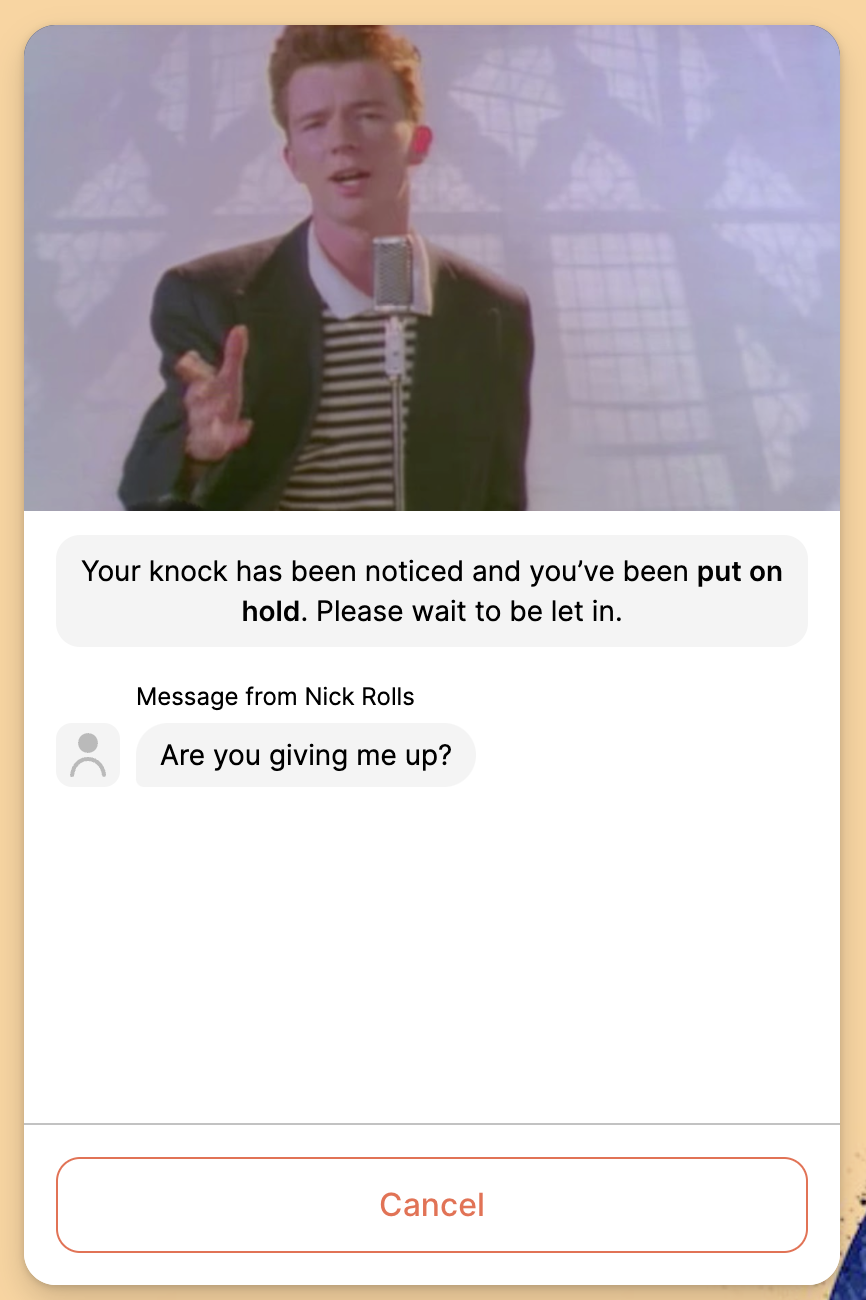 Your knock has been noticed and you’ve been put on
hold. Please wait to be let in.
Message from Nick Rolls
Are you giving me up?
Cancel